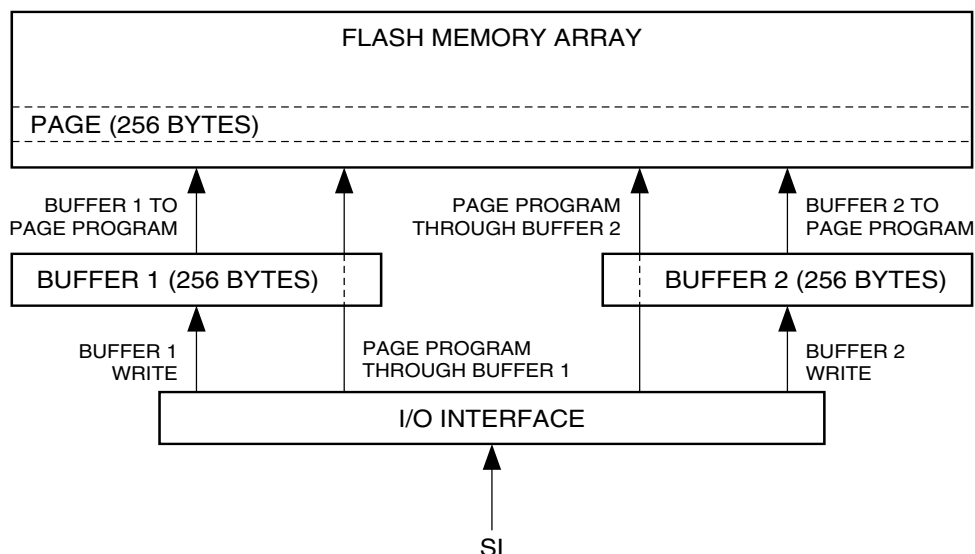 FLASH MEMORY ARRAY
PAGE (256 BYTES)
BUFFER 1 TO
PAGE PROGRAM
PAGE PROGRAM
THROUGH BUFFER 2
BUFFER 2 TO
PAGE PROGRAM
BUFFER 1 (256 BYTES)
BUFFER 2 (256 BYTES)
BUFFER 1
WRITE
PAGE PROGRAM
THROUGH BUFFER 1
BUFFER 2
WRITE
I/O INTERFACE
SI